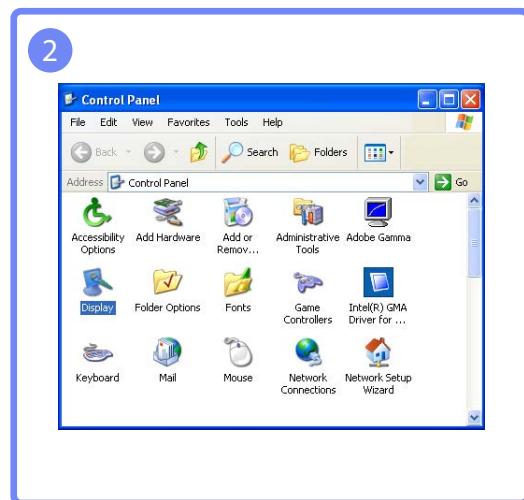 2
Control Panel
File Edit View Favorites Tools Help
Back Search Folders
Address Control Panel Go
Accessibility Options
Add Hardware
Add or Remov...
Administrative Tools
Adobe Gamma
Display
Folder Options
Fonts
Game Controllers
Intel(R) GMA Driver for ...
Keyboard
Mail
Mouse
Network Connections
Network Setup Wizard